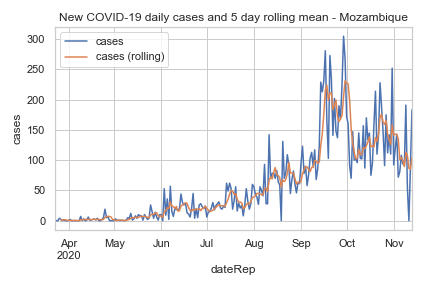 New COVID-19 daily cases and 5 day rolling mean - Mozambique
cases
cases (rolling)
300
250
200
150
100
50
0
cases
Apr May Jun Jul Aug Sep Oct Nov
2020
dateRep